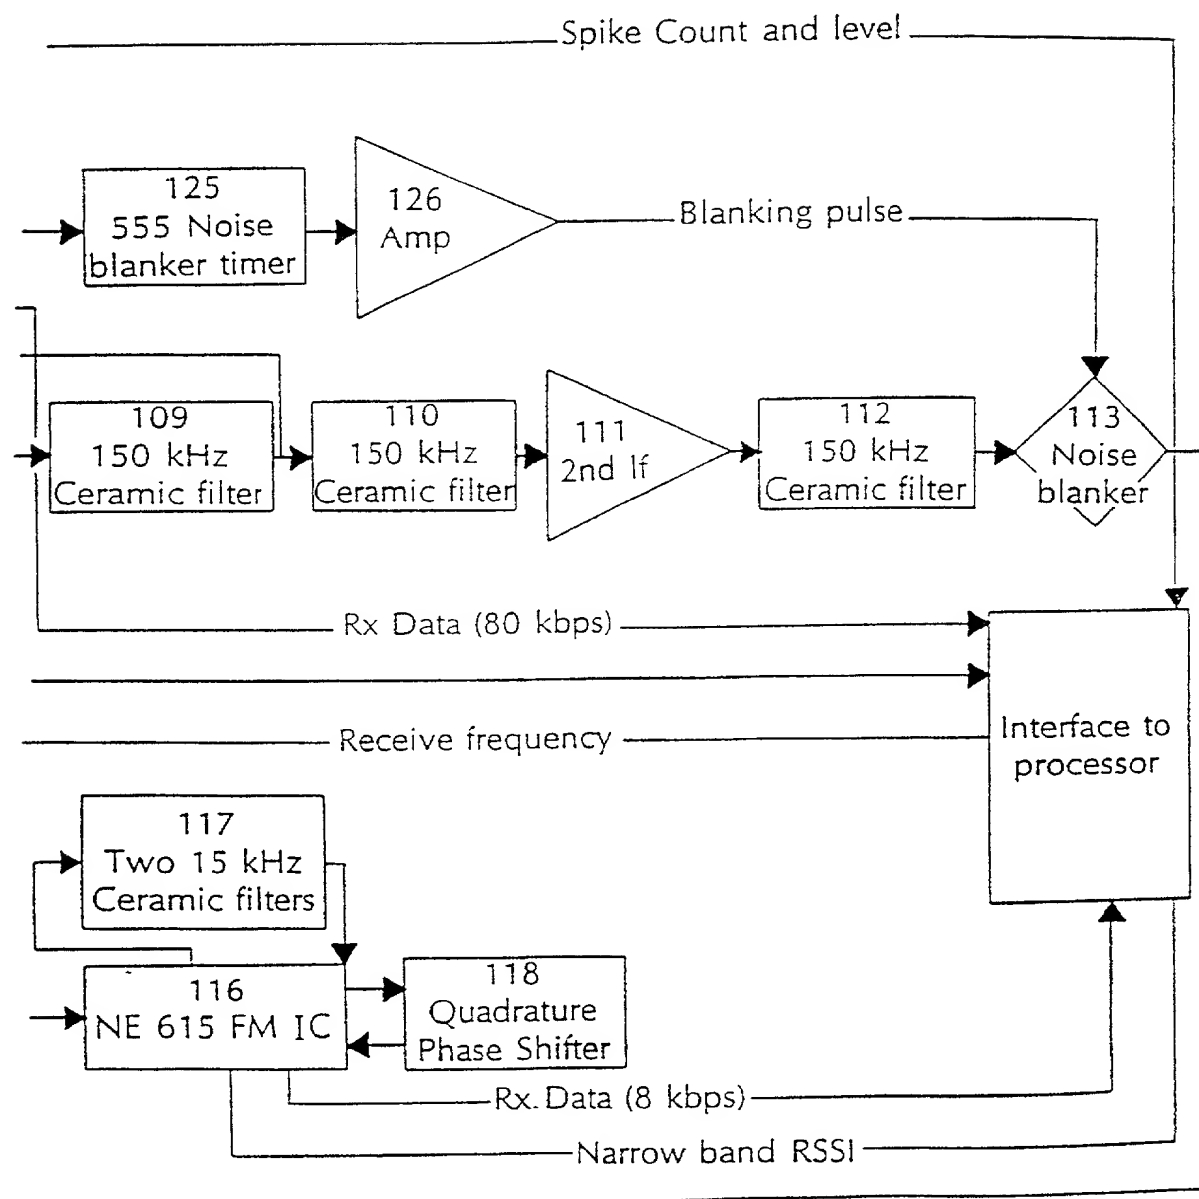 Spike Count and level
125
555 Noise
blanker timer
126
Amp
Blanking pulse
109
150 kHz
Ceramic filter
110
150 kHz
Ceramic filter
111
2nd If
112
150 kHz
Ceramic filter
113
Noise
blanker
Rx Data (80 kbps)
Receive frequency
Interface to
processor
117
Two 15 kHz
Ceramic filters
116
NE 615 FM IC
118
Quadrature
Phase Shifter
Rx Data (8 kbps)
Narrow band RSSI